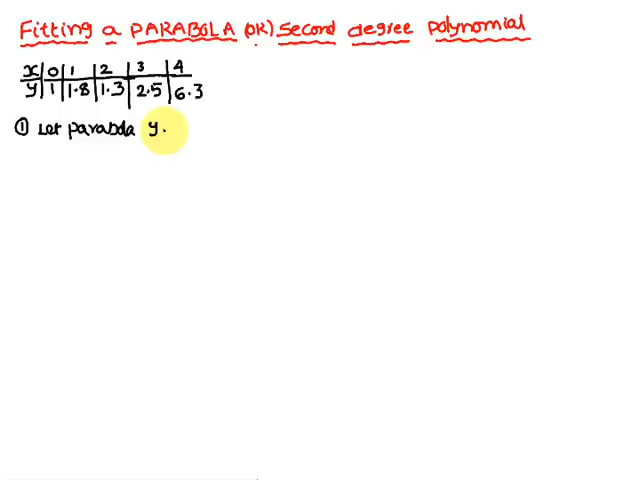 Fitting a PARABOLA (OR) Second degree polynomial
x 0 1 2 3 4
y 1 1.8 1.3 2.5 6.3
① Let parabola y.